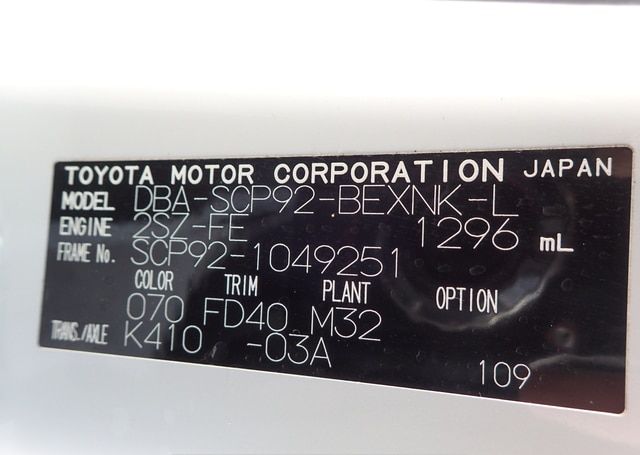 TOYOTA MOTOR CORPORATION JAPAN
MODEL DBA-SCP92-BEXNK-L
ENGINE 2SZ-FE 1296 mL
FRAME No. SCP92-1049251
COLOR TRIM PLANT OPTION
070 FD40 M32
TRANS./AXLE K410 -03A
109